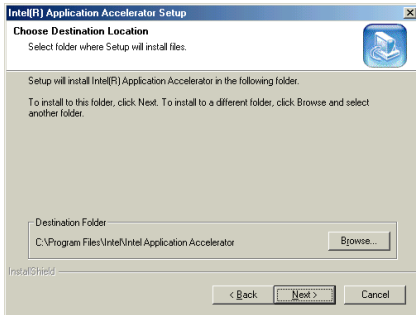 Intel(R) Application Accelerator Setup
Choose Destination Location
Select folder where Setup will install files.
Setup will install Intel(R) Application Accelerator in the following folder.
To install to this folder, click Next. To install to a different folder, click Browse and select
another folder.
Destination Folder
C:\Program Files\Intel\Intel Application Accelerator
Browse...
InstallShield
< Back
Next >
Cancel